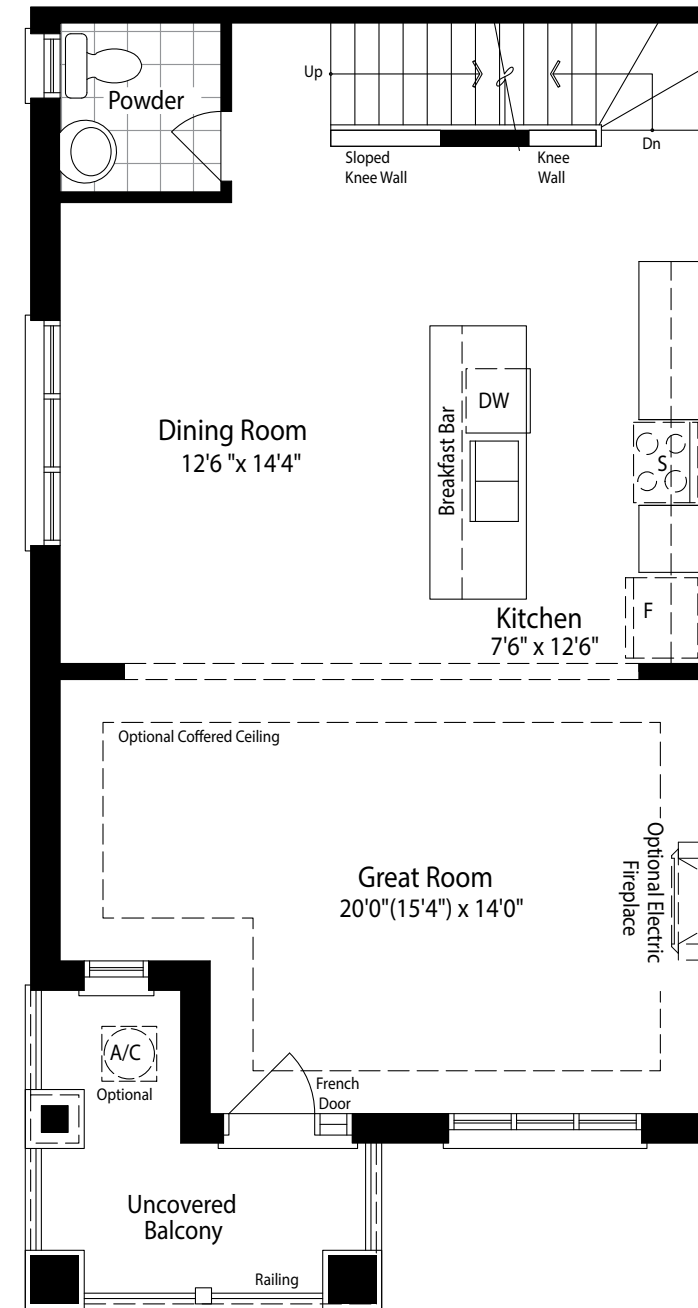 Up
Powder
Dn
Sloped
Knee Wall
Knee
Wall
Dining Room
12'6 "x 14'4"
Breakfast Bar
DW
S
F
Kitchen
7'6" x 12'6"
Optional Coffered Ceiling
Great Room
20'0"(15'4") x 14'0"
Optional Electric
Fireplace
A/C
Optional
French
Door
Uncovered
Balcony
Railing